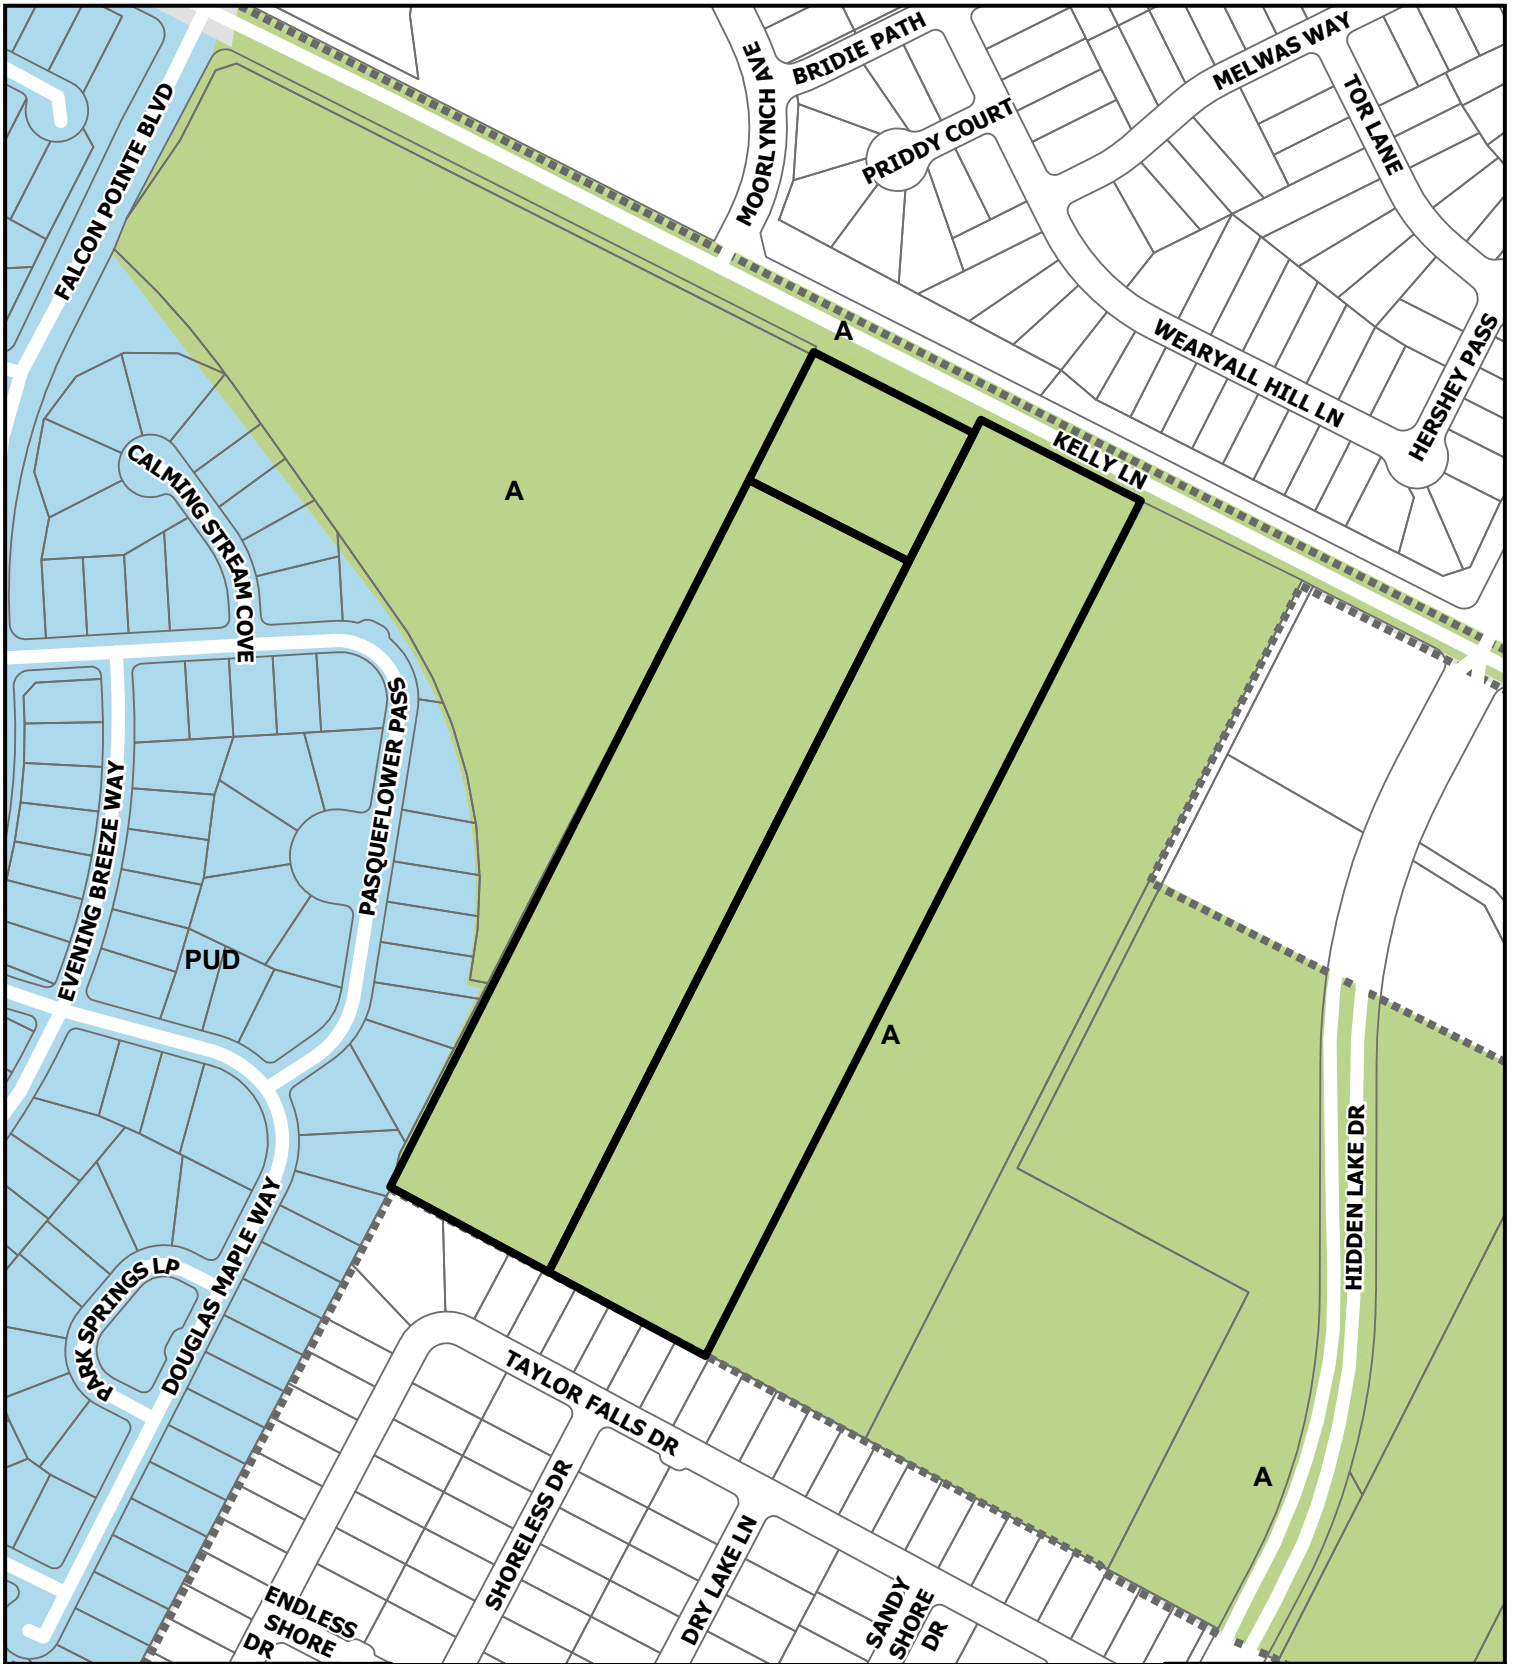 BRIDIE PATH
MELWAS WAY
MOORLYNCH AVE
TOR LANE
PRIDDY COURT
FALCON POINTE BLVD
A
WEARYALL HILL LN
HERSHEY PASS
KELLY LN
A
CALMING STREAM COVE
PASQUEFLOWER PASS
EVENING BREEZE WAY
PUD
A
HIDDEN LAKE DR
DOUGLAS MAPLE WAY
PARK SPRINGS LP
TAYLOR FALLS DR
A
SHORELESS DR
DRY LAKE LN
ENDLESS
SHORE
DR
SANDY
SHORE
DR